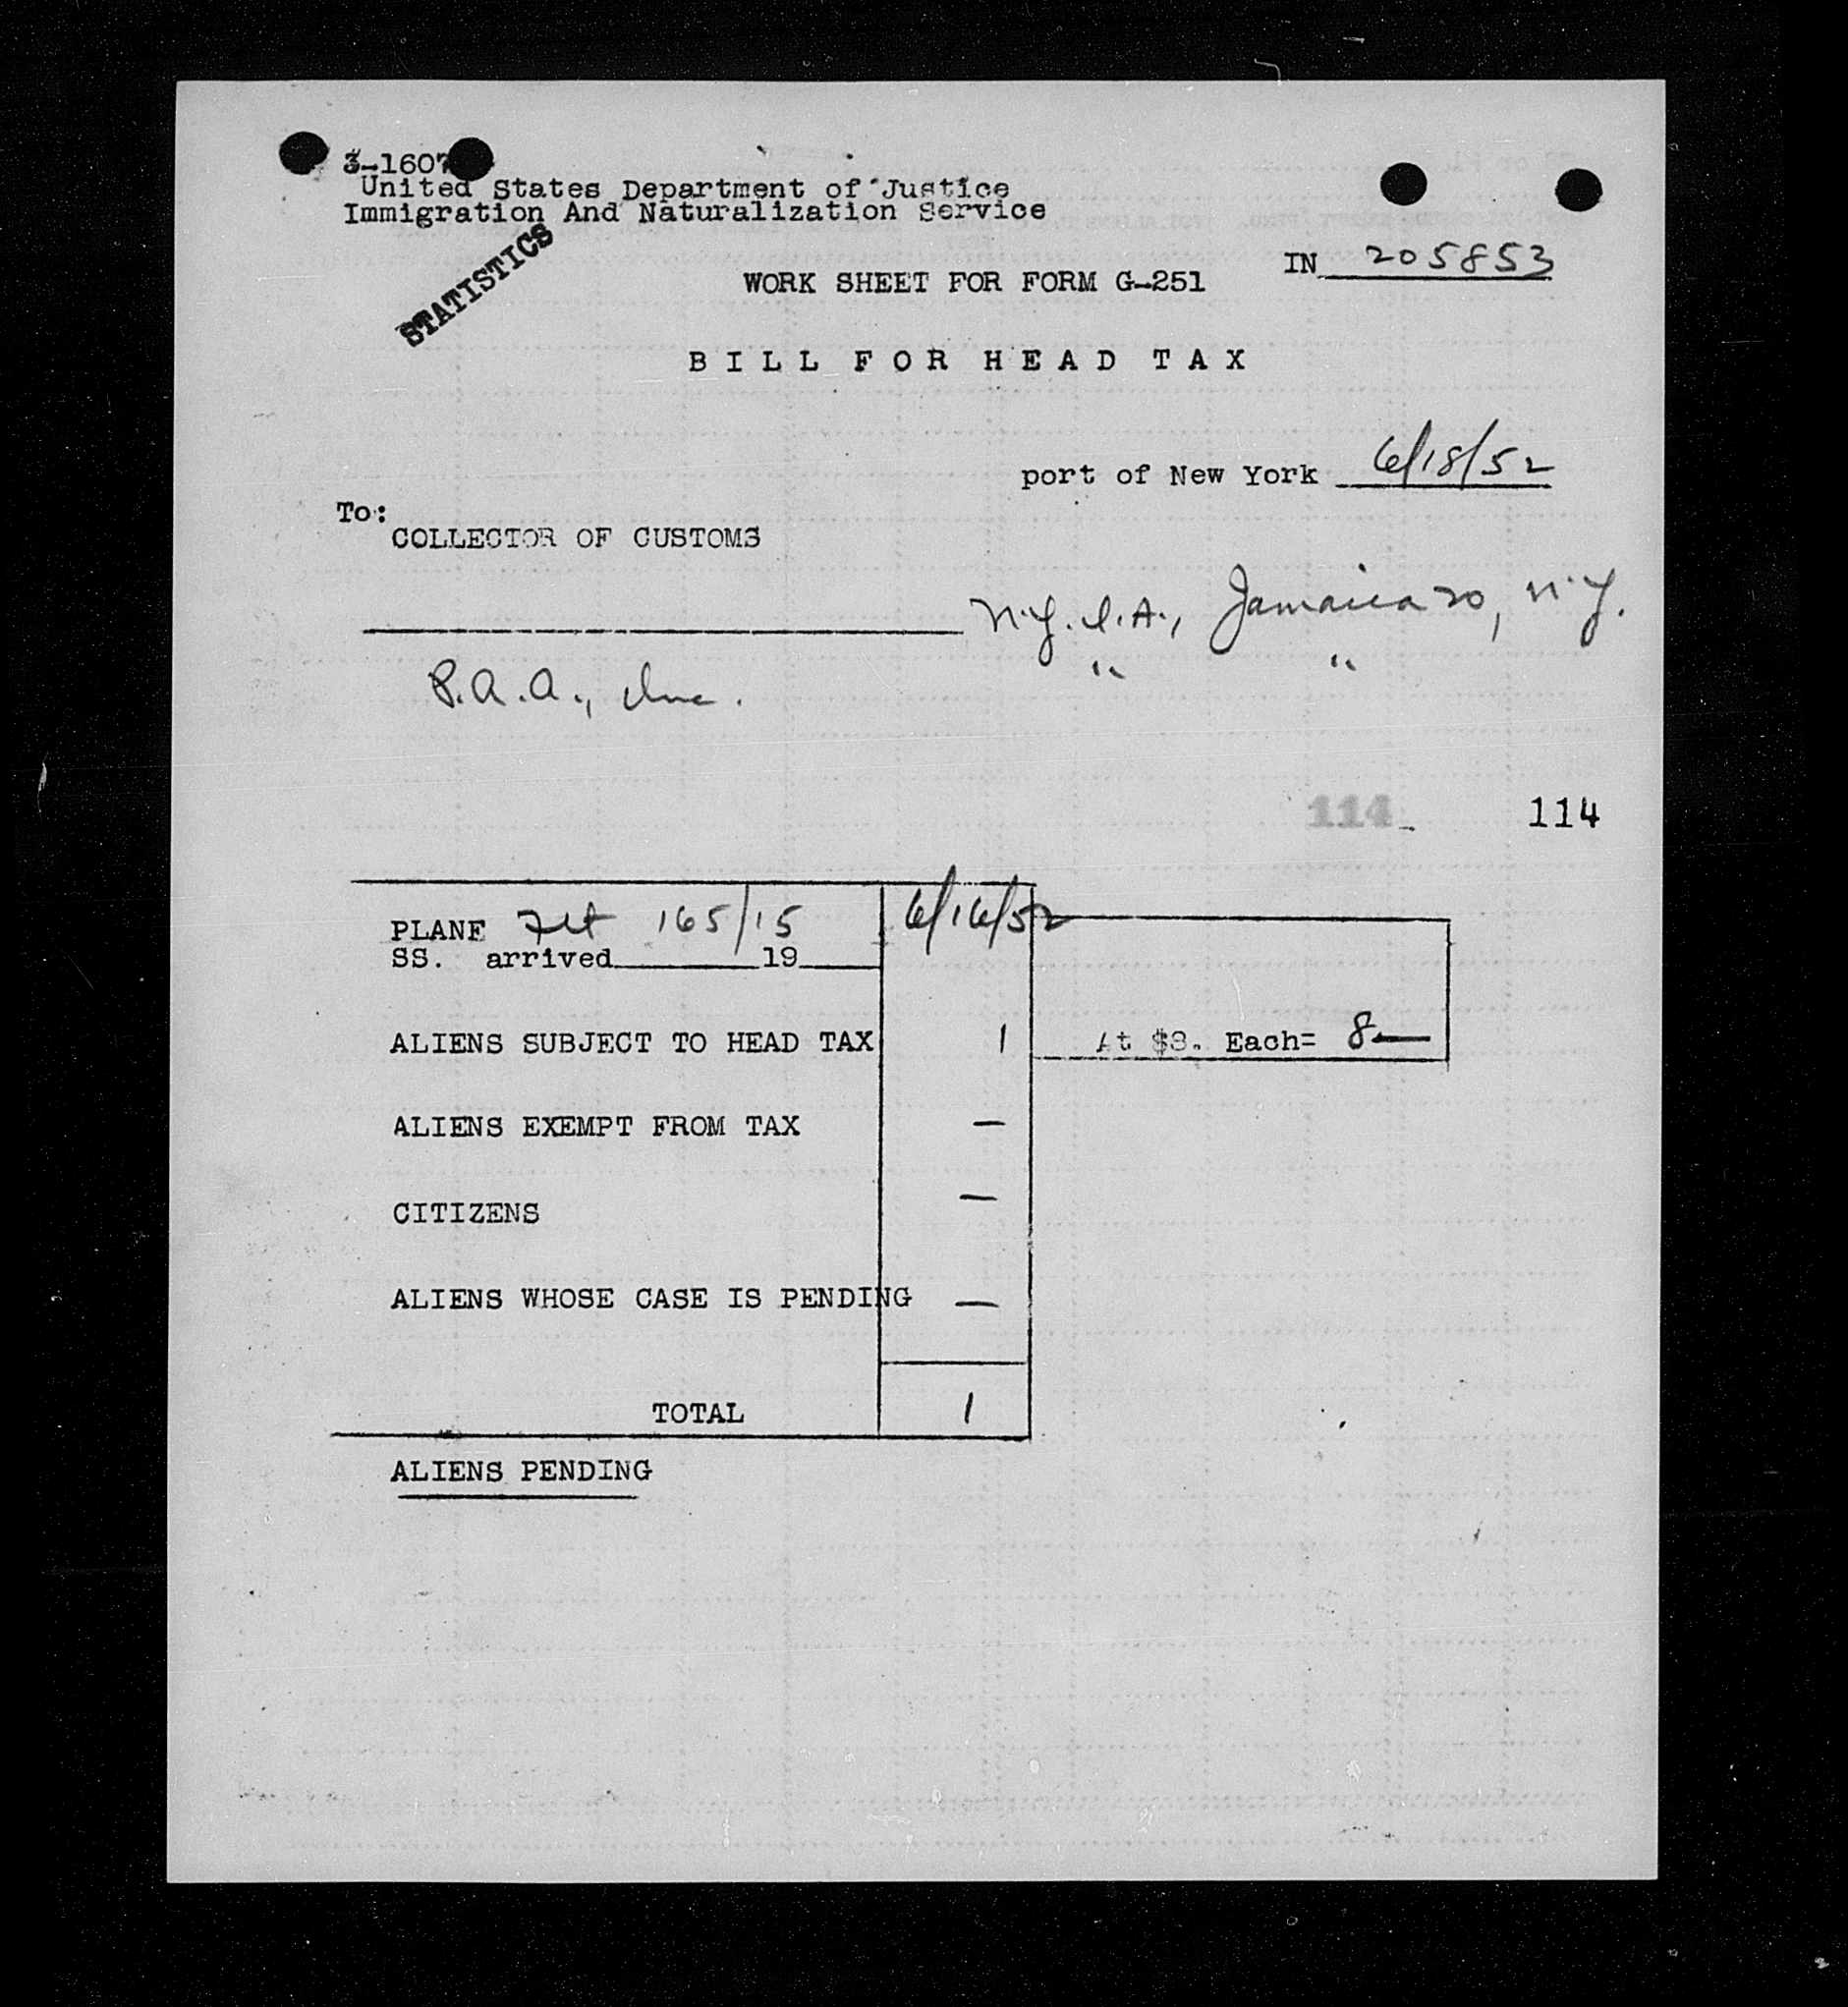 3-1607
United States Department of Justice
Immigration And Naturalization Service
STATISTICS
IN 205853
WORK SHEET FOR FORM G-251
BILL FOR HEAD TAX
port of New York 6/18/52
To:
COLLECTOR OF CUSTOMS
N.Y.I.A., Jamaica 20, N.Y.
P.A.A., Inc. " "
114 114
PLANE Flt 165/15 6/16/52
SS. arrived 19
ALIENS SUBJECT TO HEAD TAX 1 At $8. Each= 8.—
ALIENS EXEMPT FROM TAX —
CITIZENS —
ALIENS WHOSE CASE IS PENDING —
TOTAL 1
ALIENS PENDING